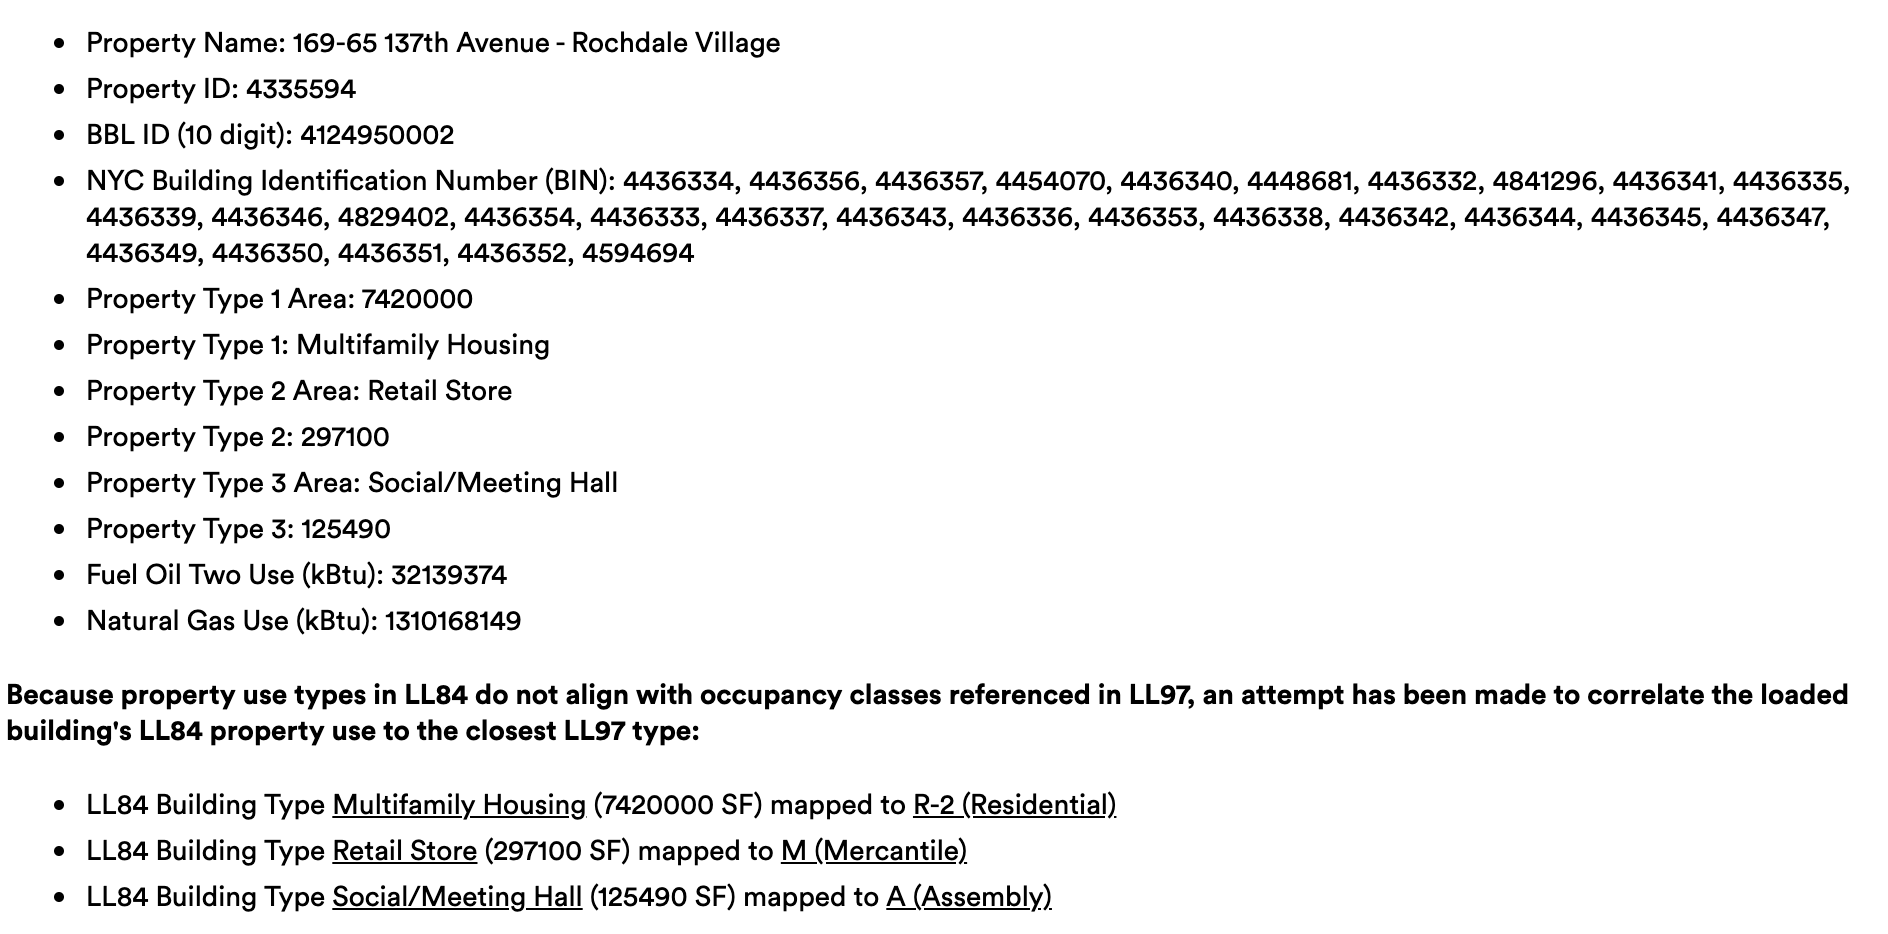 Property Name: 169-65 137th Avenue - Rochdale Village
Property ID: 4335594
BBL ID (10 digit): 4124950002
NYC Building Identification Number (BIN): 4436334, 4436356, 4436357, 4454070, 4436340, 4448681, 4436332, 4841296, 4436341, 4436335,
4436339, 4436346, 4829402, 4436354, 4436333, 4436337, 4436343, 4436336, 4436353, 4436338, 4436342, 4436344, 4436345, 4436347,
4436349, 4436350, 4436351, 4436352, 4594694
Property Type 1 Area: 7420000
Property Type 1: Multifamily Housing
Property Type 2 Area: Retail Store
Property Type 2: 297100
Property Type 3 Area: Social/Meeting Hall
Property Type 3: 125490
Fuel Oil Two Use (kBtu): 32139374
Natural Gas Use (kBtu): 1310168149
Because property use types in LL84 do not align with occupancy classes referenced in LL97, an attempt has been made to correlate the loaded
building's LL84 property use to the closest LL97 type:
LL84 Building Type Multifamily Housing (7420000 SF) mapped to R-2 (Residential)
LL84 Building Type Retail Store (297100 SF) mapped to M (Mercantile)
LL84 Building Type Social/Meeting Hall (125490 SF) mapped to A (Assembly)